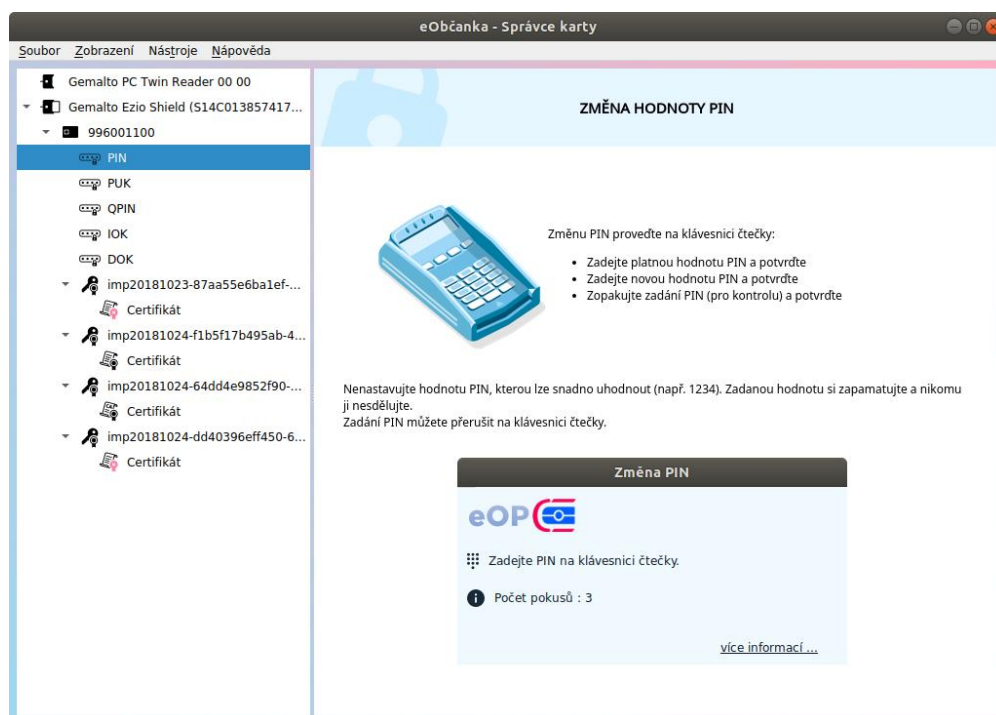 eObčanka - Správce karty
Soubor Zobrazení Nástroje Nápověda
Gemalto PC Twin Reader 00 00
Gemalto Ezio Shield (S14C013857417...
996001100
PIN
PUK
QPIN
IOK
DOK
imp20181023-87aa55e6ba1ef-...
Certifikát
imp20181024-f1b5f17b495ab-4...
Certifikát
imp20181024-64dd4e9852f90-...
Certifikát
imp20181024-dd40396eff450-6...
Certifikát
ZMĚNA HODNOTY PIN
Změnu PIN proveďte na klávesnici čtečky:
• Zadejte platnou hodnotu PIN a potvrďte
• Zadejte novou hodnotu PIN a potvrďte
• Zopakujte zadání PIN (pro kontrolu) a potvrďte
Nenastavujte hodnotu PIN, kterou lze snadno uhodnout (např. 1234). Zadanou hodnotu si zapamatujte a nikomu
ji nesdělujte.
Zadání PIN můžete přerušit na klávesnici čtečky.
Změna PIN
eOP
Zadejte PIN na klávesnici čtečky.
Počet pokusů : 3
více informací ...